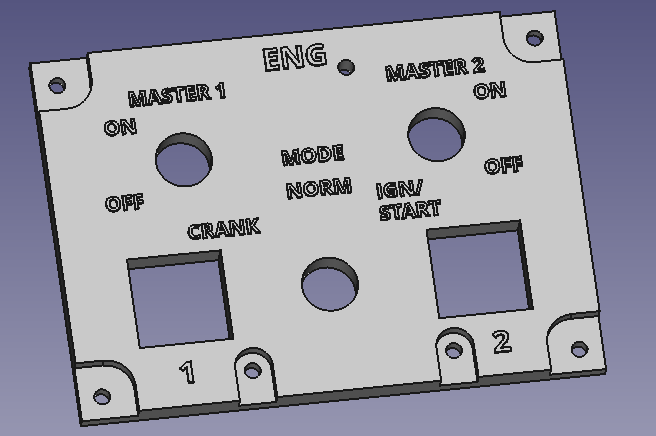 ENG
MASTER 1
MASTER 2
ON
ON
MODE
OFF
OFF
NORM
IGN/
START
CRANK
1
2